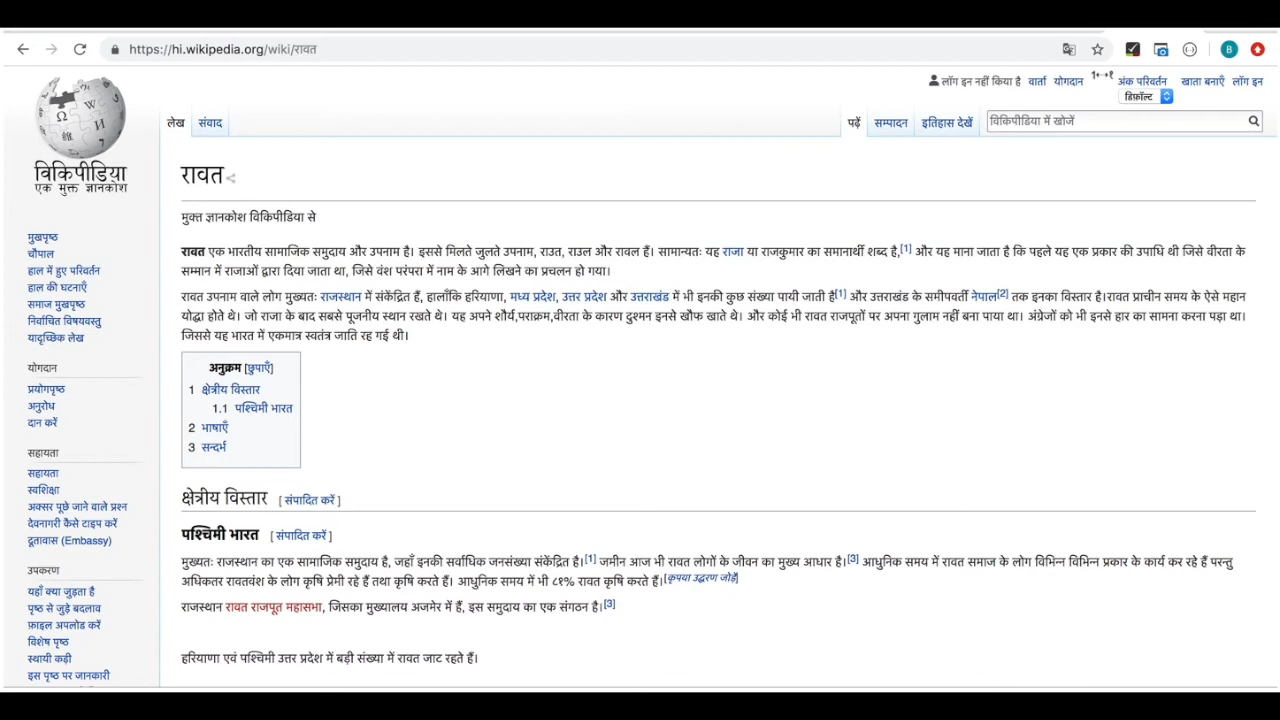 https://hi.wikipedia.org/wiki/रावत
B
लॉग इन नहीं किया है वार्ता योगदान अंक परिवर्तन खाता बनाएँ लॉग इन
डिफ़ॉल्ट
लेख संवाद पढ़ें सम्पादन इतिहास देखें विकिपीडिया में खोजें
विकिपीडिया
एक मुक्त ज्ञानकोश
मुखपृष्ठ
चौपाल
हाल में हुए परिवर्तन
हाल की घटनाएँ
समाज मुखपृष्ठ
निर्वाचित विषयवस्तु
यादृच्छिक लेख
योगदान
प्रयोगपृष्ठ
अनुरोध
दान करें
सहायता
सहायता
स्वशिक्षा
अक्सर पूछे जाने वाले प्रश्न
देवनागरी कैसे टाइप करें
दूतावास (Embassy)
उपकरण
यहाँ क्या जुड़ता है
पृष्ठ से जुड़े बदलाव
फ़ाइल अपलोड करें
विशेष पृष्ठ
स्थायी कड़ी
इस पृष्ठ पर जानकारी
रावत
मुक्त ज्ञानकोश विकिपीडिया से
रावत एक भारतीय सामाजिक समुदाय और उपनाम है। इससे मिलते जुलते उपनाम, राउत, राउल और रावल हैं। सामान्यतः यह राजा या राजकुमार का समानार्थी शब्द है,[1] और यह माना जाता है कि पहले यह एक प्रकार की उपाधि थी जिसे वीरता के
सम्मान में राजाओं द्वारा दिया जाता था, जिसे वंश परंपरा में नाम के आगे लिखने का प्रचलन हो गया।
रावत उपनाम वाले लोग मुख्यतः राजस्थान में संकेंद्रित हैं, हालाँकि हरियाणा, मध्य प्रदेश, उत्तर प्रदेश और उत्तराखंड में भी इनकी कुछ संख्या पायी जाती है[1] और उत्तराखंड के समीपवर्ती नेपाल[2] तक इनका विस्तार है।रावत प्राचीन समय के ऐसे महान
योद्धा होते थे। जो राजा के बाद सबसे पूजनीय स्थान रखते थे। यह अपने शौर्य,पराक्रम,वीरता के कारण दुश्मन इनसे खौफ खाते थे। और कोई भी रावत राजपूतों पर अपना गुलाम नहीं बना पाया था। अंग्रेजों को भी इनसे हार का सामना करना पड़ा था।
जिससे यह भारत में एकमात्र स्वतंत्र जाति रह गई थी।
अनुक्रम [छुपाएँ]
1 क्षेत्रीय विस्तार
1.1 पश्चिमी भारत
2 भाषाएँ
3 सन्दर्भ
क्षेत्रीय विस्तार [ संपादित करें ]
पश्चिमी भारत [ संपादित करें ]
मुख्यतः राजस्थान का एक सामाजिक समुदाय है, जहाँ इनकी सर्वाधिक जनसंख्या संकेंद्रित है।[1] जमीन आज भी रावत लोगों के जीवन का मुख्य आधार है।[3] आधुनिक समय में रावत समाज के लोग विभिन्न विभिन्न प्रकार के कार्य कर रहे हैं परन्तु
अधिकतर रावतवंश के लोग कृषि प्रेमी रहे हैं तथा कृषि करते हैं। आधुनिक समय में भी ८१% रावत कृषि करते हैं।[कृपया उद्धरण जोड़ें]
राजस्थान रावत राजपूत महासभा, जिसका मुख्यालय अजमेर में हैं, इस समुदाय का एक संगठन है।[3]
हरियाणा एवं पश्चिमी उत्तर प्रदेश में बड़ी संख्या में रावत जाट रहते हैं।